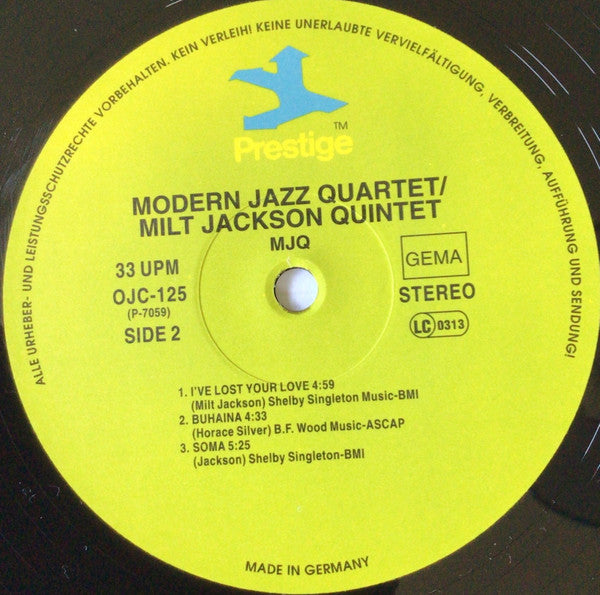 ALLE URHEBER- UND LEISTUNGSSCHUTZRECHTE VORBEHALTEN. KEIN VERLEIH! KEINE UNERLAUBTE VERVIELFÄLTIGUNG, VERBREITUNG, AUFFÜHRUNG UND SENDUNG!
TM
Prestige
MODERN JAZZ QUARTET/
MILT JACKSON QUINTET
MJQ
33 UPM
OJC-125
(P-7059)
SIDE 2
GEMA
STEREO
LC 0313
1. I'VE LOST YOUR LOVE 4:59
(Milt Jackson) Shelby Singleton Music-BMI
2. BUHAINA 4:33
(Horace Silver) B.F. Wood Music-ASCAP
3. SOMA 5:25
(Jackson) Shelby Singleton-BMI
MADE IN GERMANY